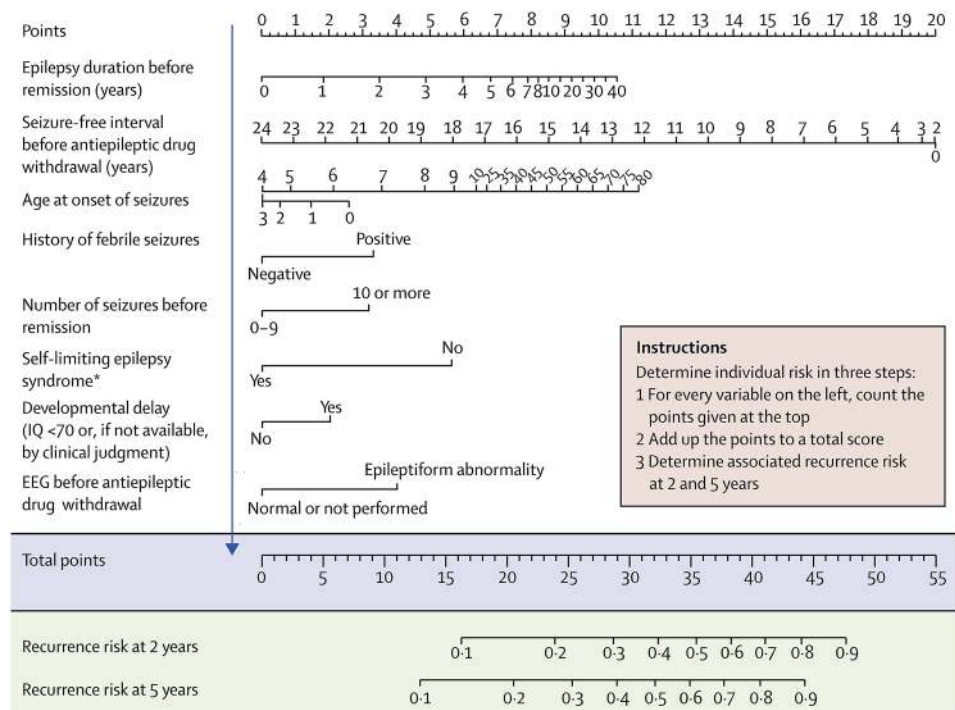 Points
0 1 2 3 4 5 6 7 8 9 10 11 12 13 14 15 16 17 18 19 20
Epilepsy duration before
remission (years)
0 1 2 3 4 5 6 7 8 10 20 30 40
Seizure-free interval
before antiepileptic drug
withdrawal (years)
24 23 22 21 20 19 18 17 16 15 14 13 12 11 10 9 8 7 6 5 4 3 2
0
Age at onset of seizures
4 5 6 7 8 9 10 25 35 40 45 50 55 60 65 70 75 80
3 2 1 0
History of febrile seizures
Positive
Negative
Number of seizures before
remission
10 or more
0–9
Self-limiting epilepsy
syndrome*
No
Yes
Developmental delay
(IQ <70 or, if not available,
by clinical judgment)
Yes
No
EEG before antiepileptic
drug withdrawal
Epileptiform abnormality
Normal or not performed
Instructions
Determine individual risk in three steps:
1 For every variable on the left, count the
points given at the top
2 Add up the points to a total score
3 Determine associated recurrence risk
at 2 and 5 years
Total points
0 5 10 15 20 25 30 35 40 45 50 55
Recurrence risk at 2 years
0·1 0·2 0·3 0·4 0·5 0·6 0·7 0·8 0·9
Recurrence risk at 5 years
0·1 0·2 0·3 0·4 0·5 0·6 0·7 0·8 0·9